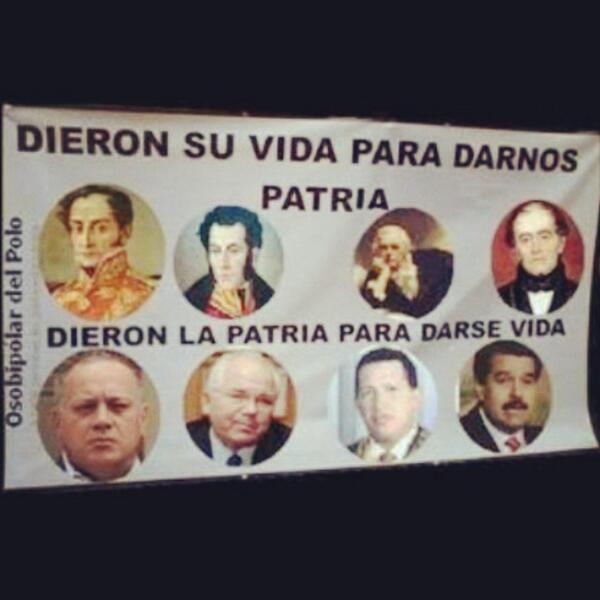 DIERON SU VIDA PARA DARNOS
PATRIA
DIERON LA PATRIA PARA DARSE VIDA
Osobipolar del Polo